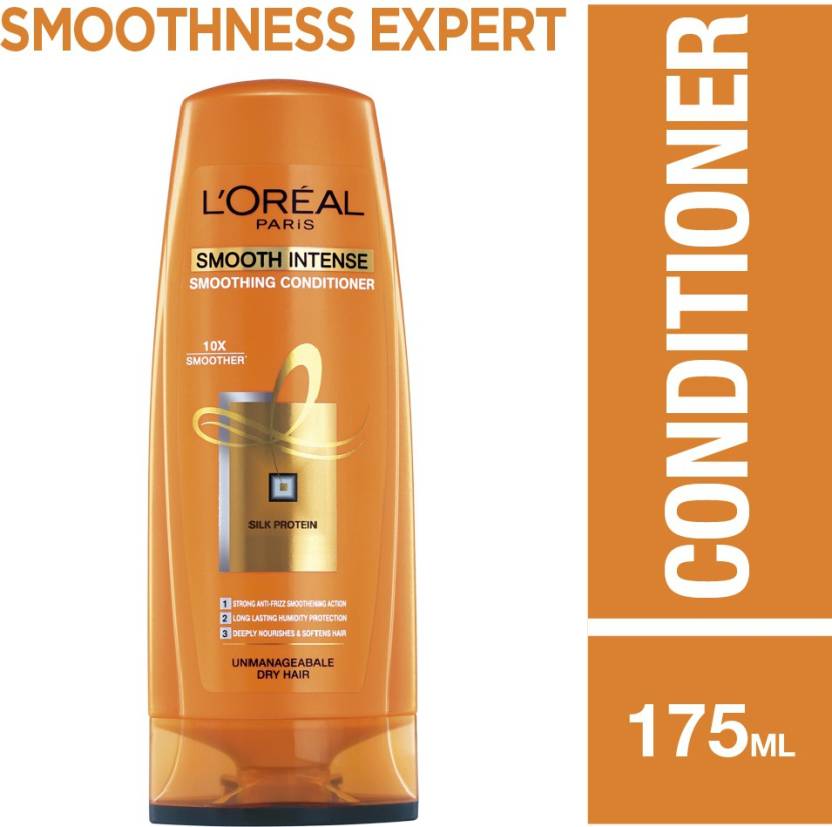 SMOOTHNESS EXPERT
L'ORÉAL
PARiS
SMOOTH INTENSE
SMOOTHING CONDITIONER
10X
SMOOTHER*
SILK PROTEIN
1 STRONG ANTI-FRIZZ SMOOTHENING ACTION
2 LONG LASTING HUMIDITY PROTECTION
3 DEEPLY NOURISHES & SOFTENS HAIR
UNMANAGEABALE
DRY HAIR
CONDITIONER
175ML